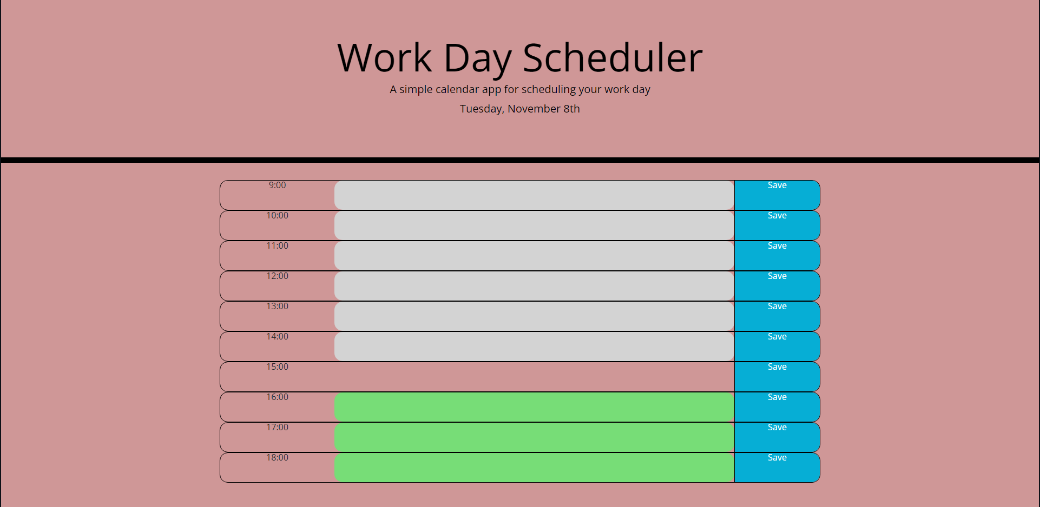 Work Day Scheduler
A simple calendar app for scheduling your work day
Tuesday, November 8th
9:00 Save
10:00 Save
11:00 Save
12:00 Save
13:00 Save
14:00 Save
15:00 Save
16:00 Save
17:00 Save
18:00 Save